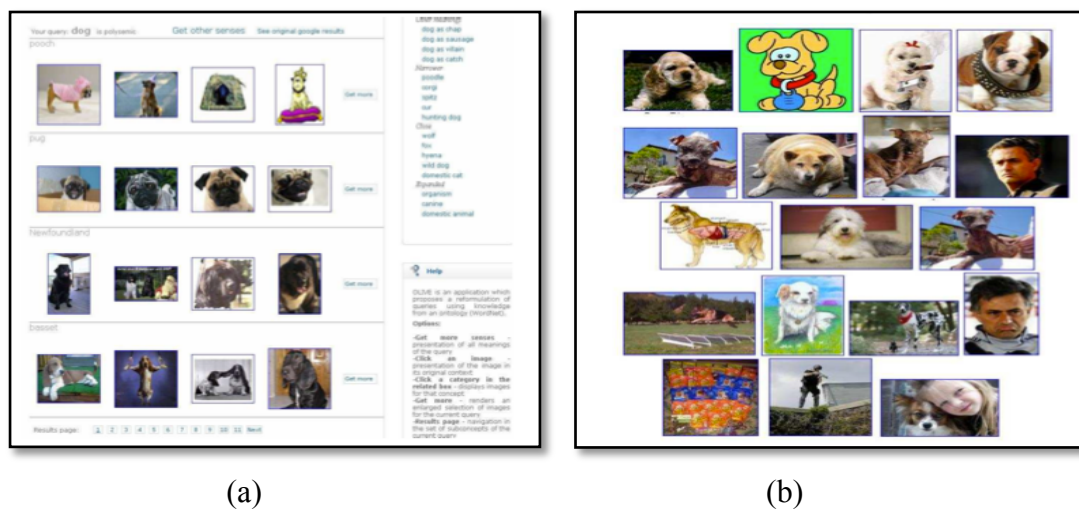 Your query: dog is polysemic Get other senses See original google results
pooch
Get more
pug
Get more
Newfoundland
Get more
basset
Get more
Results page: 1 2 3 4 5 6 7 8 9 10 11 Next
dog as chap
dog as sausage
dog as villain
dog as catch
Narrower
poodle
corgi
spitz
cur
hunting dog
Close
wolf
fox
hyena
wild dog
domestic cat
Expanded
organism
canine
domestic animal
Help
OLIVE is an application which
proposes a reformulation of
queries using knowledge
from an ontology (WordNet).
Options:
-Get more senses -
presentation of all meanings
of the query
-Click an image -
presentation of the image in
its original context
-Click a category in the
related box - displays images
for that concept
-Get more - renders an
enlarged selection of images
for the current query
-Results page - navigation in
the set of subconcepts of the
current query
(a)
(b)